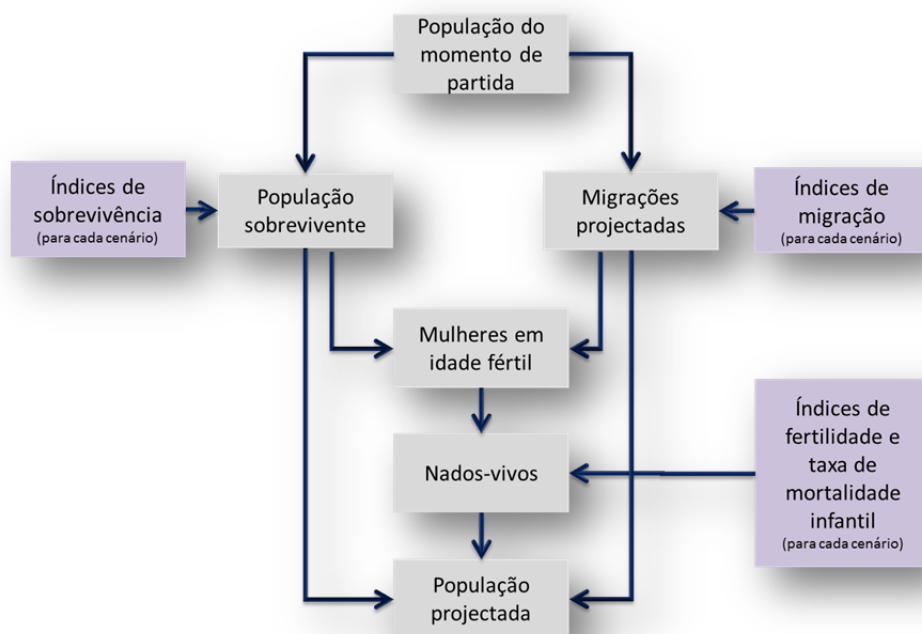 População do
momento de
partida
Índices de
sobrevivência
(para cada cenário)
População
sobrevivente
Migrações
projectadas
Índices de
migração
(para cada cenário)
Mulheres em
idade fértil
Nados-vivos
Índices de
fertilidade e
taxa de
mortalidade
infantil
(para cada cenário)
População
projectada